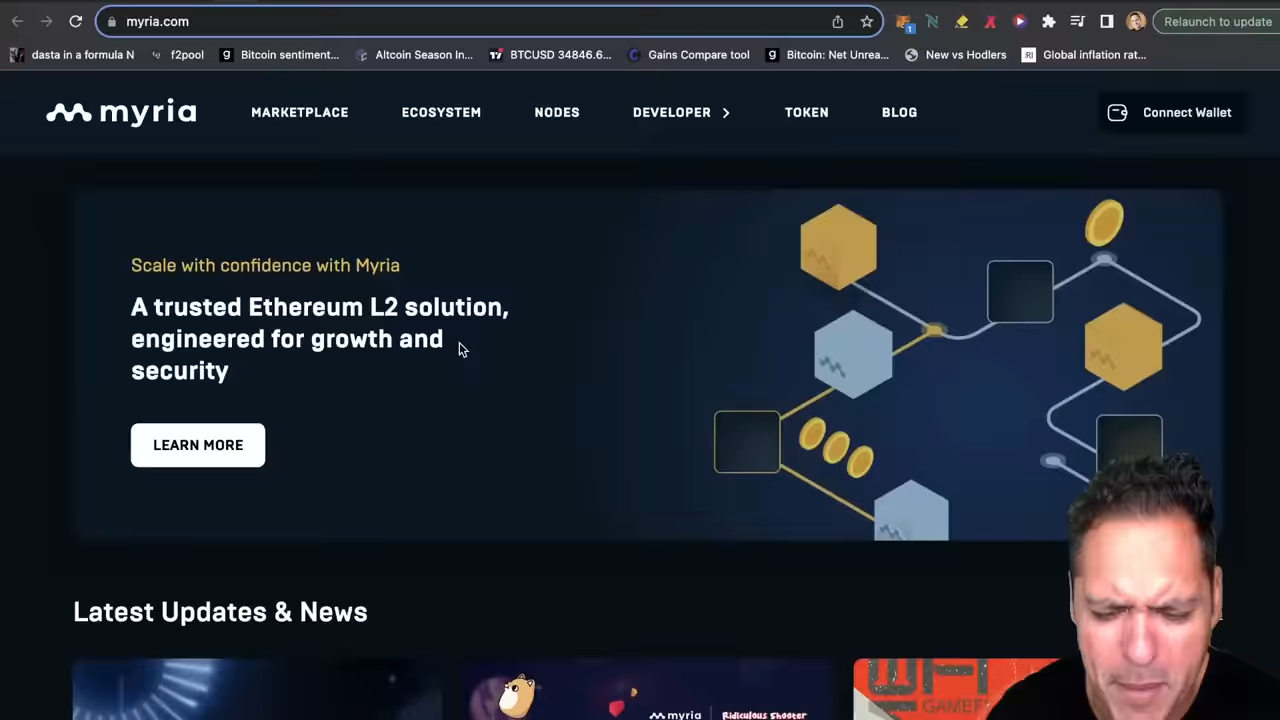 myria.com
1
Relaunch to update
dasta in a formula N
f2pool
Bitcoin sentiment...
Altcoin Season In...
BTCUSD 34846.6...
Gains Compare tool
Bitcoin: Net Unrea...
New vs Hodlers
RI
Global inflation rat...
myria
MARKETPLACE
ECOSYSTEM
NODES
DEVELOPER
TOKEN
BLOG
Connect Wallet
Scale with confidence with Myria
A trusted Ethereum L2 solution,
engineered for growth and
security
LEARN MORE
Latest Updates & News
myria
Ridiculous Shooter